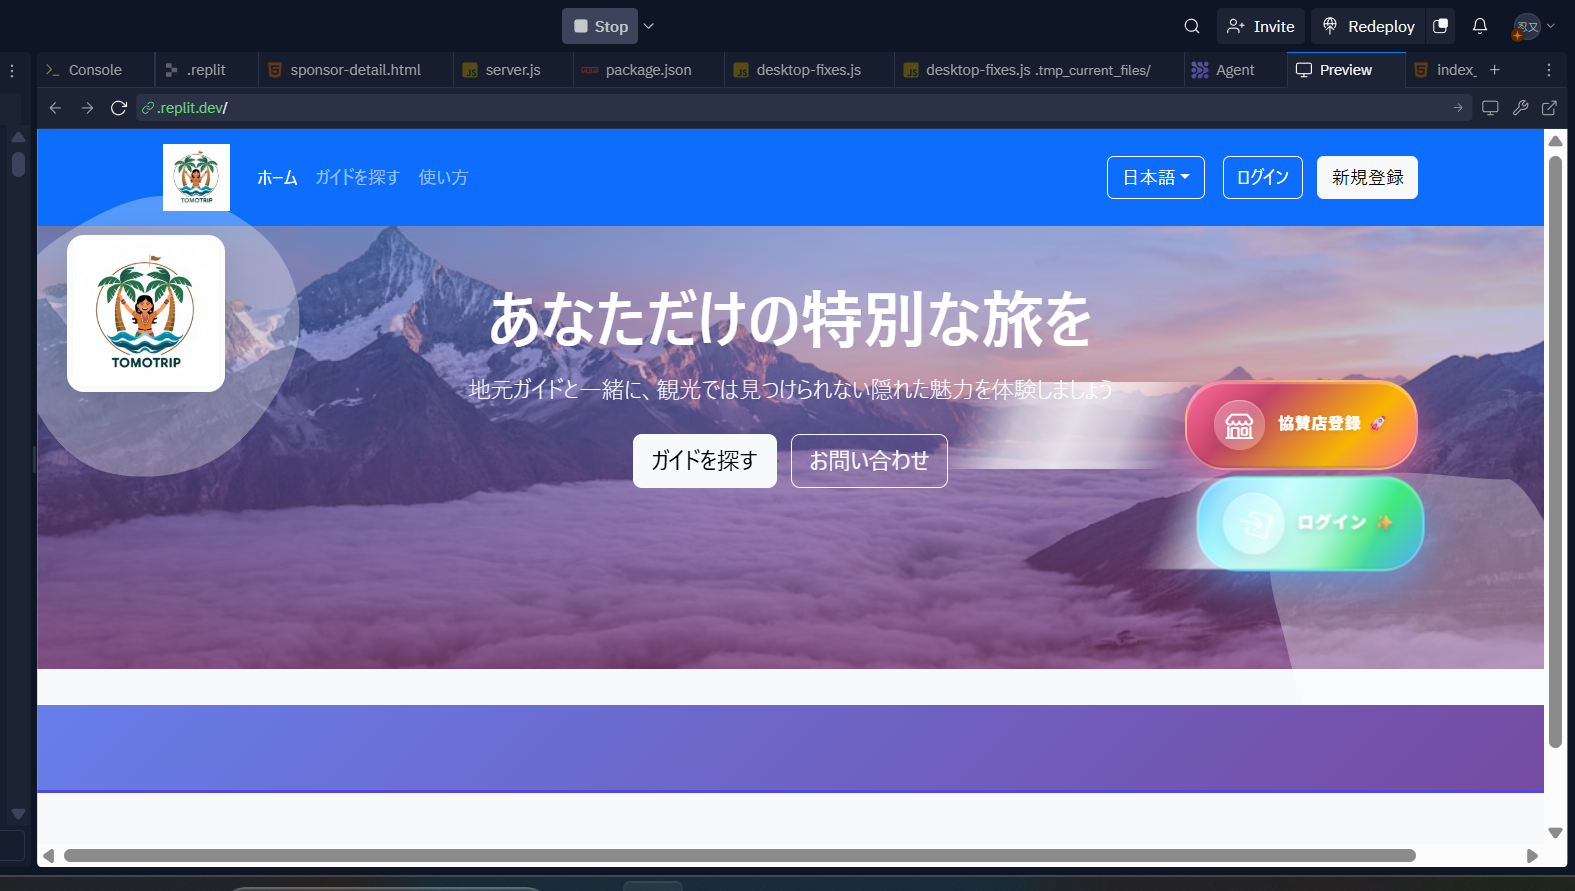 Stop
Invite
Redeploy
Console
.replit
sponsor-detail.html
server.js
package.json
desktop-fixes.js
desktop-fixes.js .tmp_current_files/
Agent
Preview
index_
.replit.dev/
TOMOTRIP
ホーム
ガイドを探す
使い方
日本語
ログイン
新規登録
TOMOTRIP
あなただけの特別な旅を
地元ガイドと一緒に、観光では見つけられない隠れた魅力を体験しましょう
ガイドを探す
お問い合わせ
協賛店登録 🚀
ログイン ✨